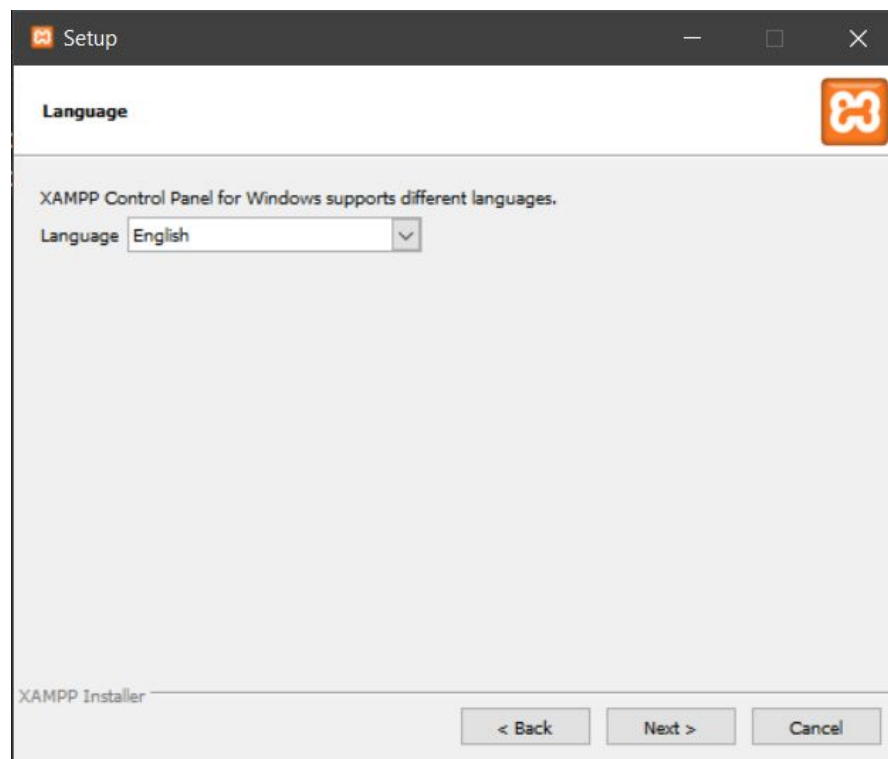 Setup
Language
XAMPP Control Panel for Windows supports different languages.
Language English
XAMPP Installer
< Back Next > Cancel